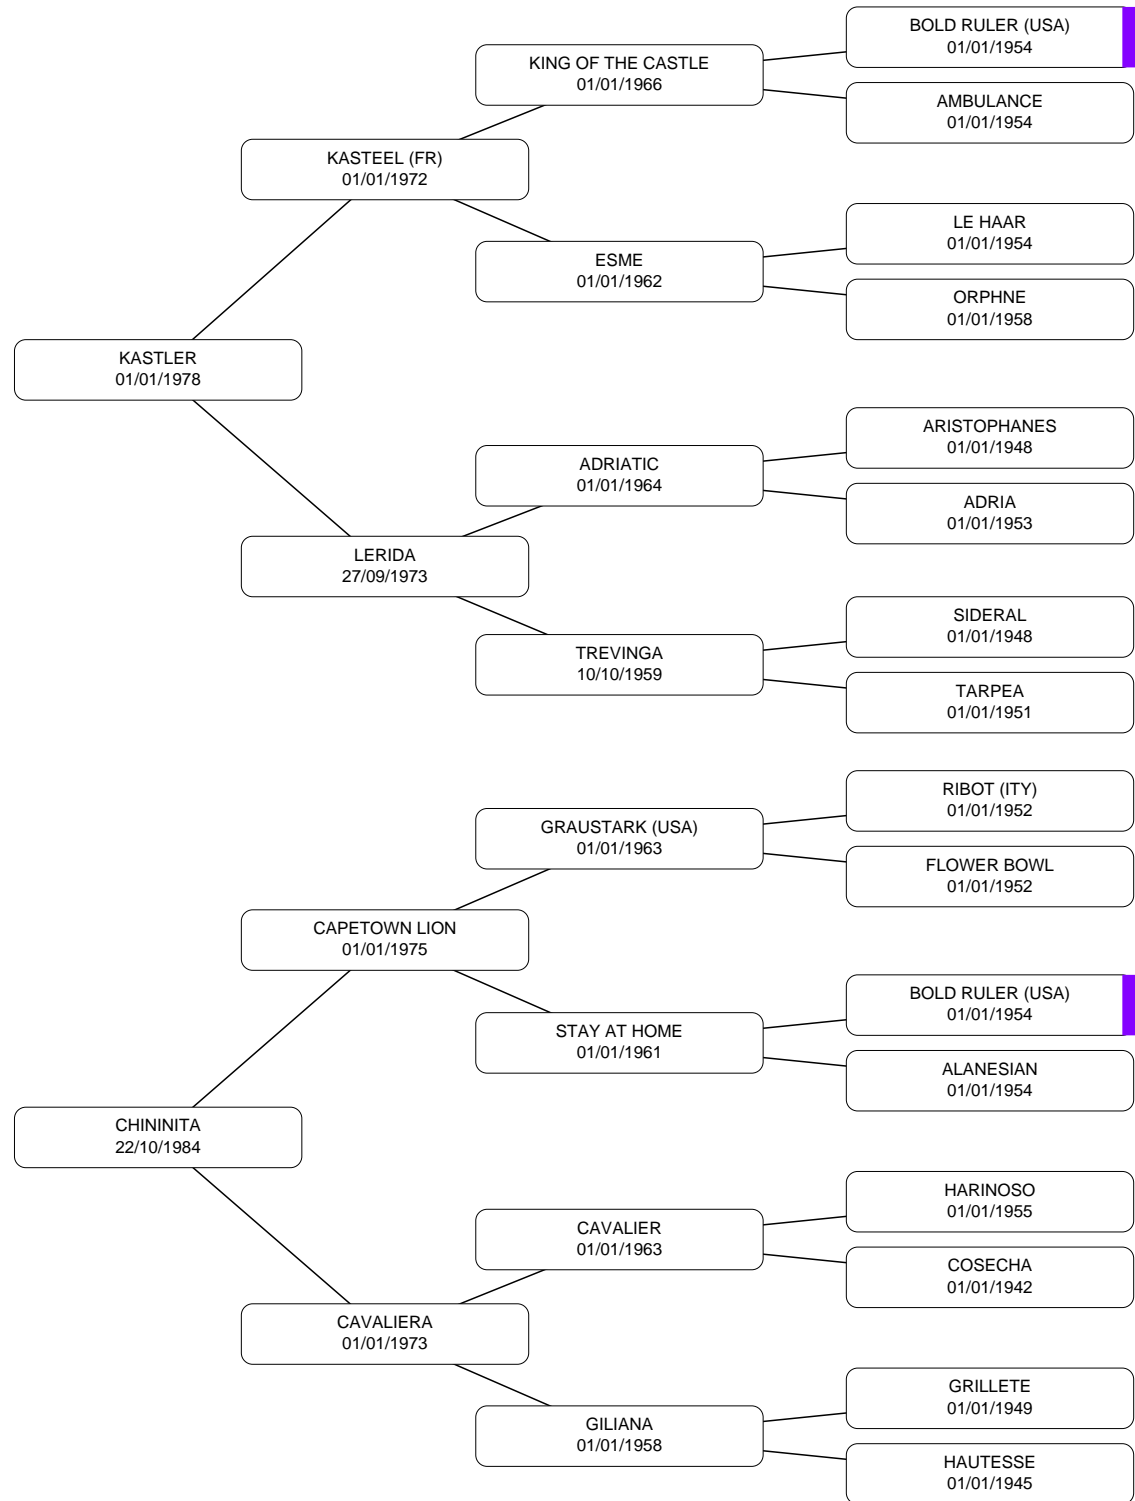 BOLD RULER (USA)
01/01/1954
KING OF THE CASTLE
01/01/1966
AMBULANCE
01/01/1954
KASTEEL (FR)
01/01/1972
LE HAAR
01/01/1954
ESME
01/01/1962
ORPHNE
01/01/1958
KASTLER
01/01/1978
ARISTOPHANES
01/01/1948
ADRIATIC
01/01/1964
ADRIA
01/01/1953
LERIDA
27/09/1973
SIDERAL
01/01/1948
TREVINGA
10/10/1959
TARPEA
01/01/1951
RIBOT (ITY)
01/01/1952
GRAUSTARK (USA)
01/01/1963
FLOWER BOWL
01/01/1952
CAPETOWN LION
01/01/1975
BOLD RULER (USA)
01/01/1954
STAY AT HOME
01/01/1961
ALANESIAN
01/01/1954
CHININITA
22/10/1984
HARINOSO
01/01/1955
CAVALIER
01/01/1963
COSECHA
01/01/1942
CAVALIERA
01/01/1973
GRILLETE
01/01/1949
GILIANA
01/01/1958
HAUTESSE
01/01/1945